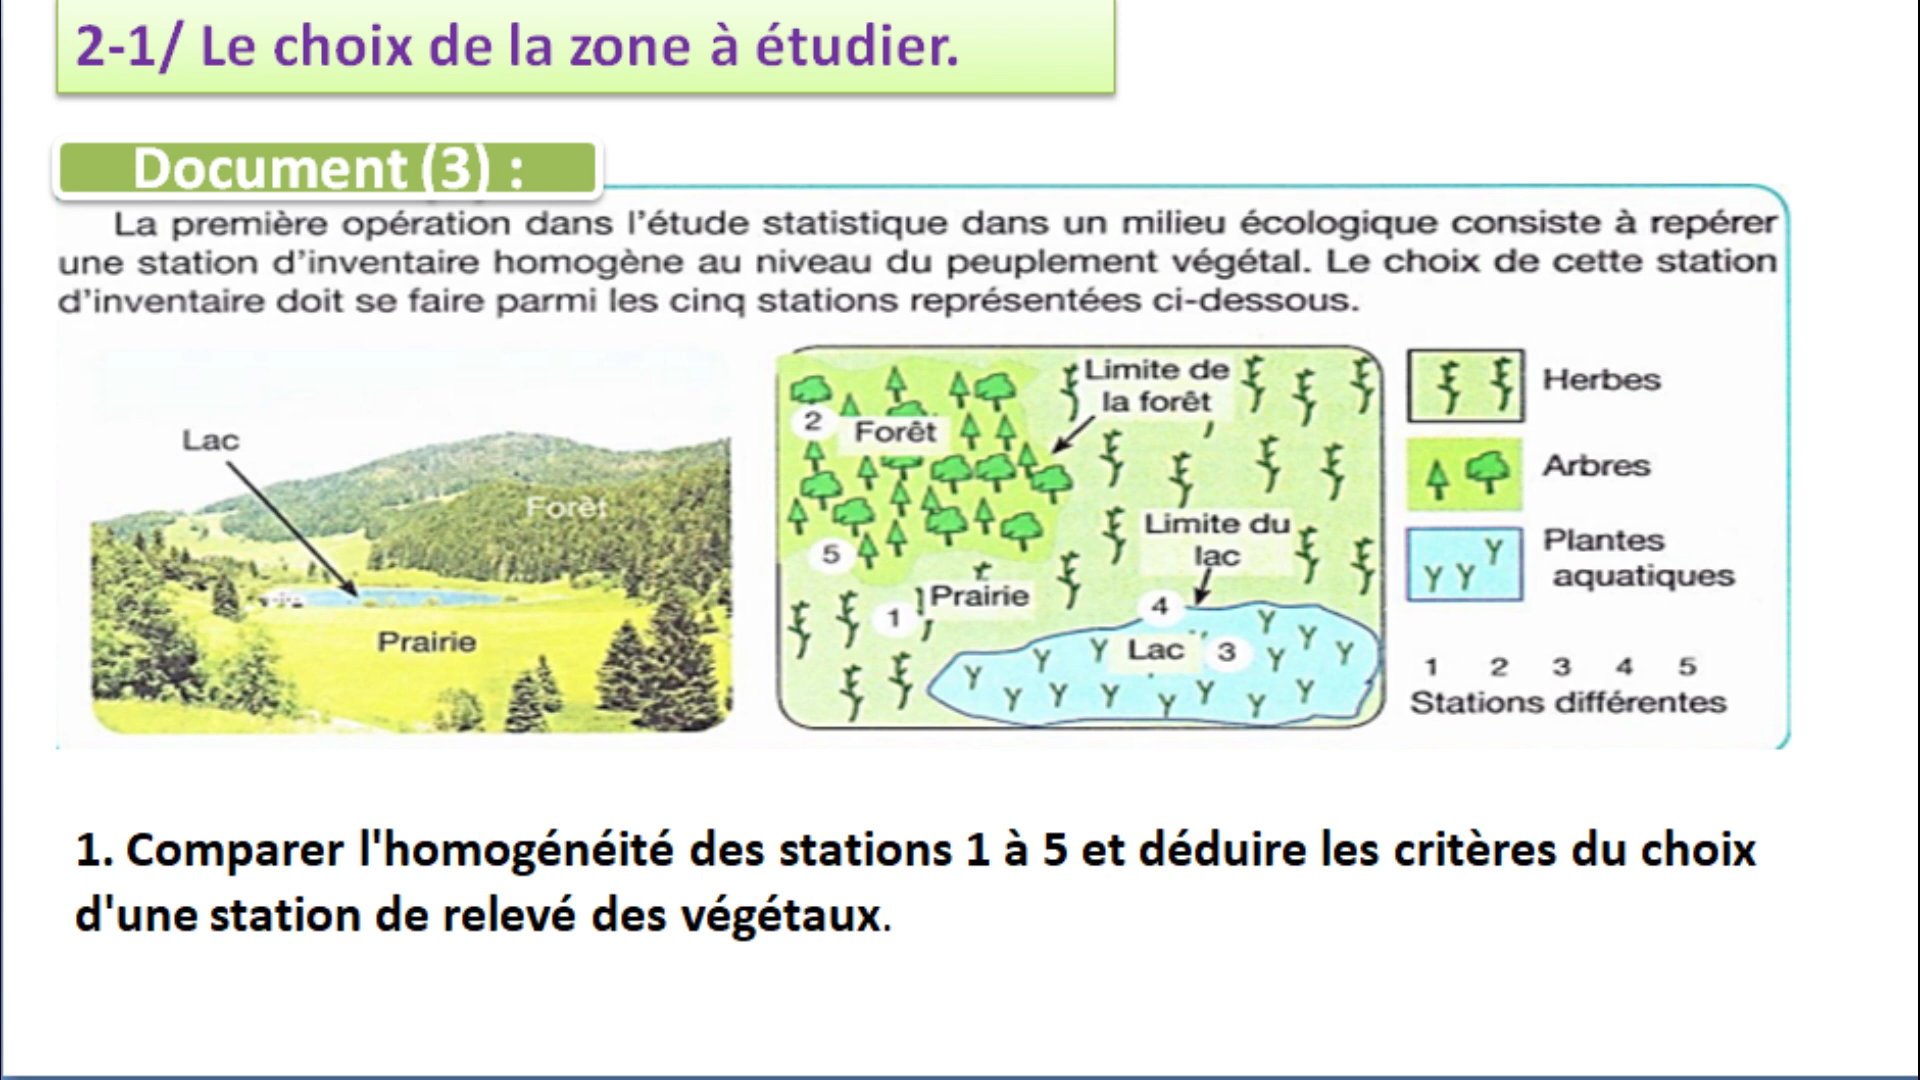 2-1/ Le choix de la zone à étudier.
Document (3) :
La première opération dans l'étude statistique dans un milieu écologique consiste à repérer
une station d'inventaire homogène au niveau du peuplement végétal. Le choix de cette station
d'inventaire doit se faire parmi les cinq stations représentées ci-dessous.
Lac
Forêt
Prairie
Limite de
la forêt
2
Forêt
Limite du
lac
5
Prairie
1
4
Lac
3
Herbes
Arbres
Plantes
aquatiques
1 2 3 4 5
Stations différentes
1. Comparer l'homogénéité des stations 1 à 5 et déduire les critères du choix
d'une station de relevé des végétaux.